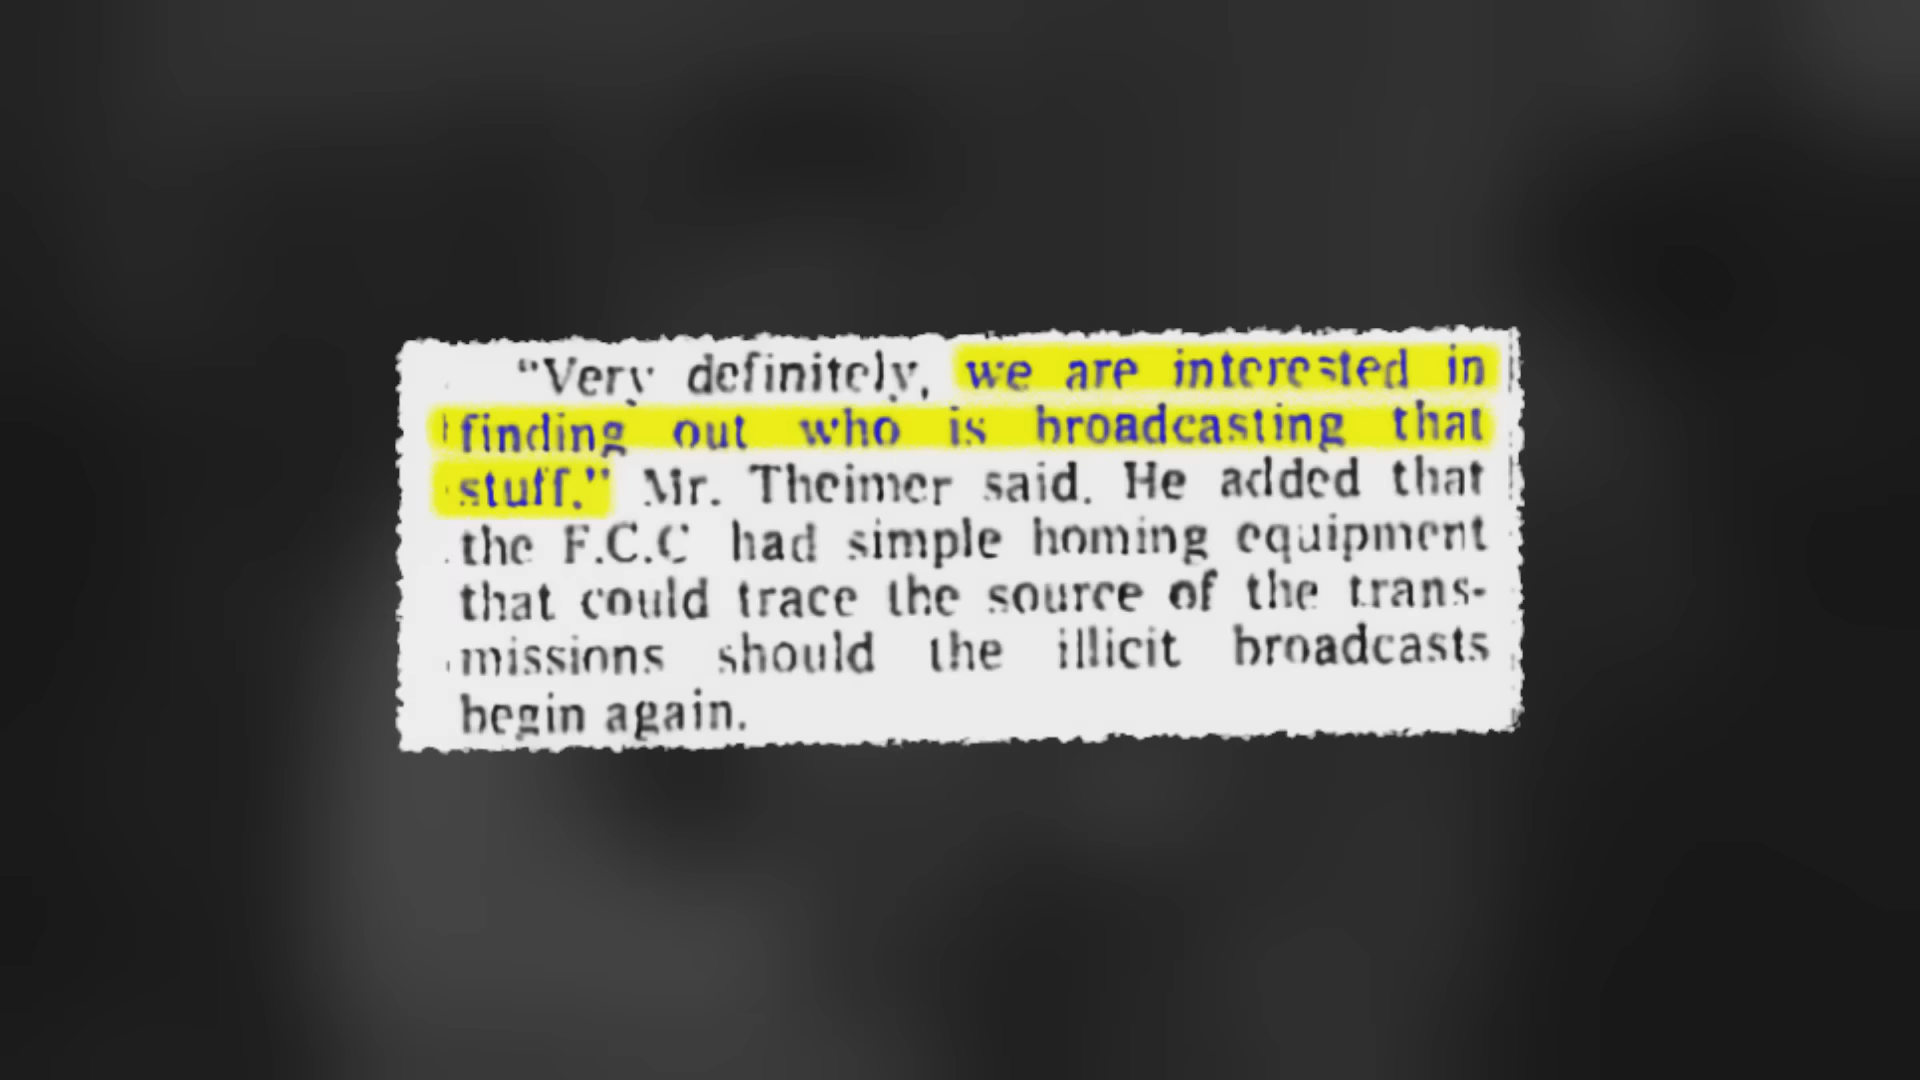 “Very definitely, we are interested in
finding out who is broadcasting that
stuff.” Mr. Theimer said. He added that
the F.C.C had simple homing equipment
that could trace the source of the trans-
missions should the illicit broadcasts
begin again.